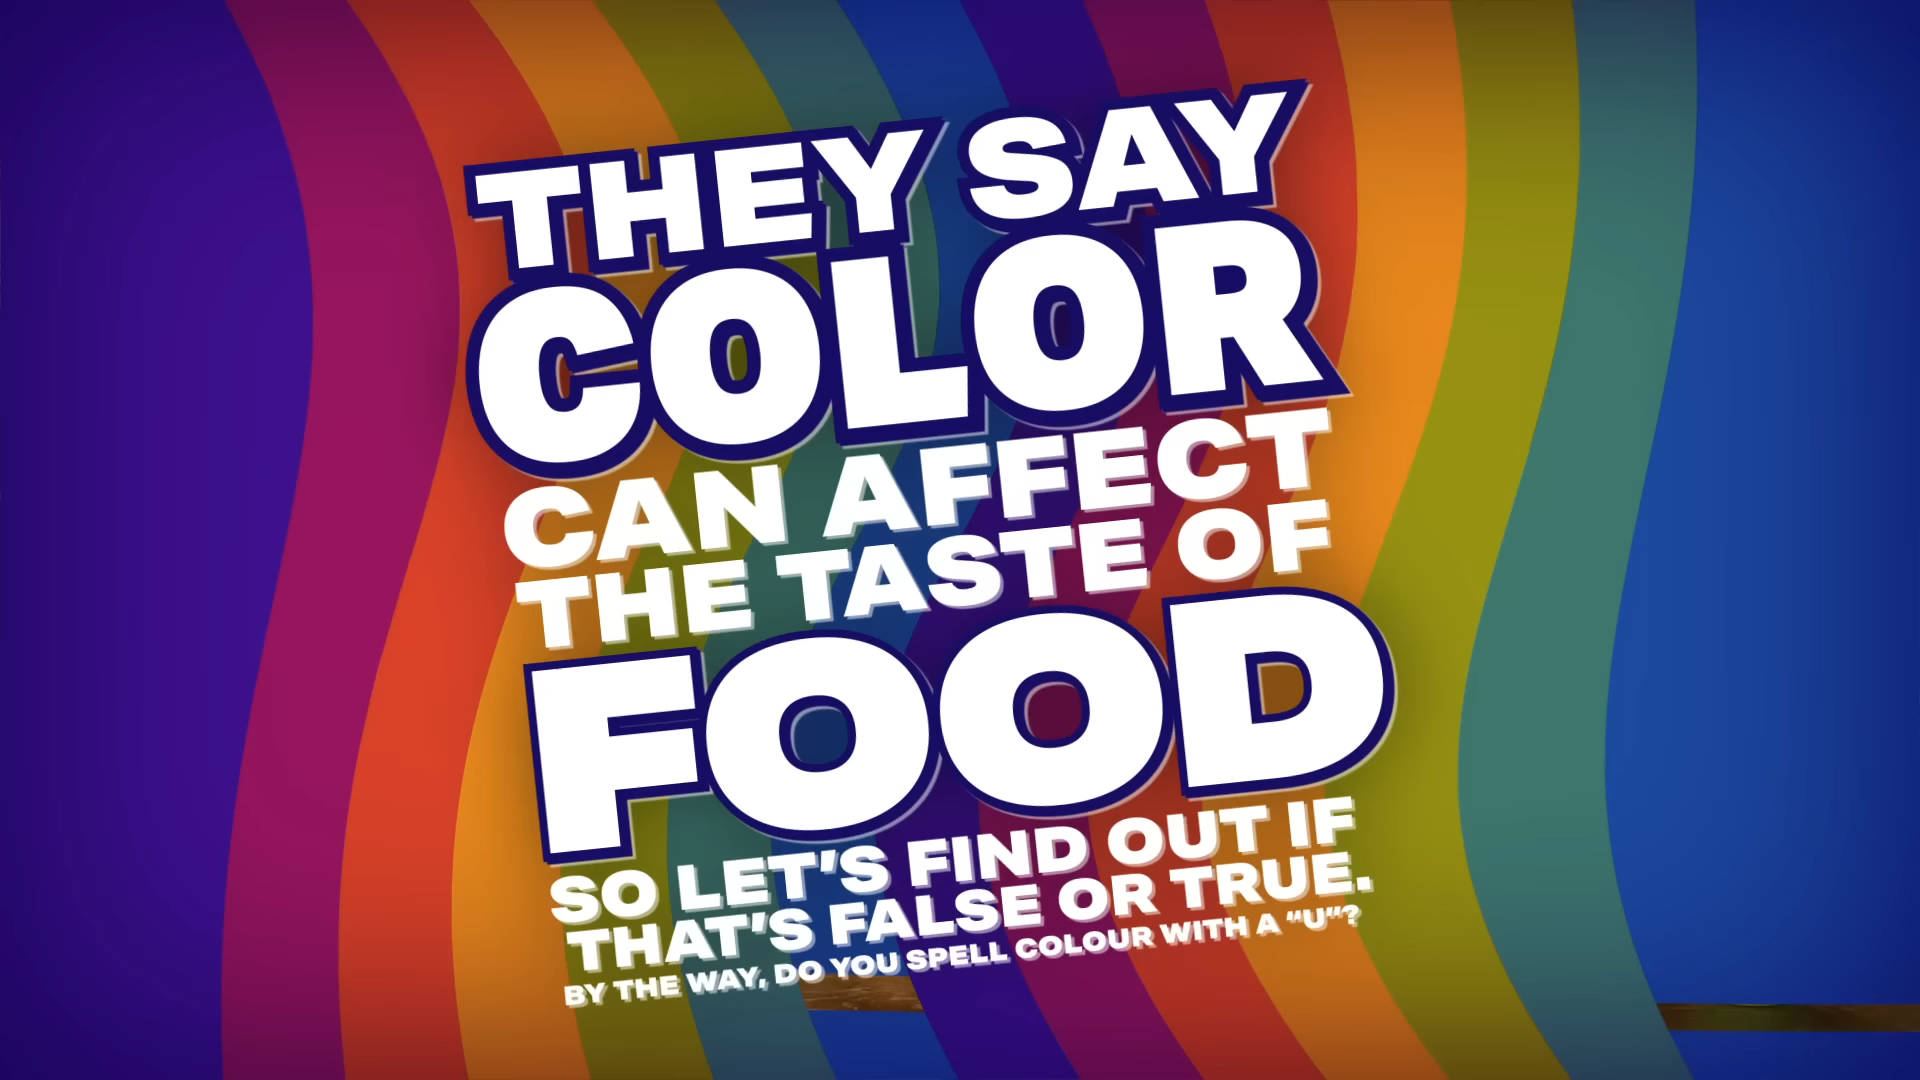 THEY SAY
COLOR
CAN AFFECT
THE TASTE OF
FOOD
SO LET'S FIND OUT IF
THAT'S FALSE OR TRUE.
BY THE WAY, DO YOU SPELL COLOUR WITH A "U"?